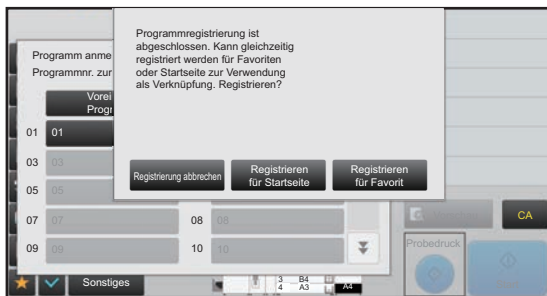 Programmregistrierung ist
abgeschlossen. Kann gleichzeitig
registriert werden für Favoriten
oder Startseite zur Verwendung
als Verknüpfung. Registrieren?
Registrierung abbrechen
Registrieren
für Startseite
Registrieren
für Favorit
Programm anme
Programmnr. zur
Vorei
Progr
01 01
03 03
05 05
07 07 08 08
09 09 10 10
Sonstiges
3 B4
4 A3
A4
CA
Probedruck
Start